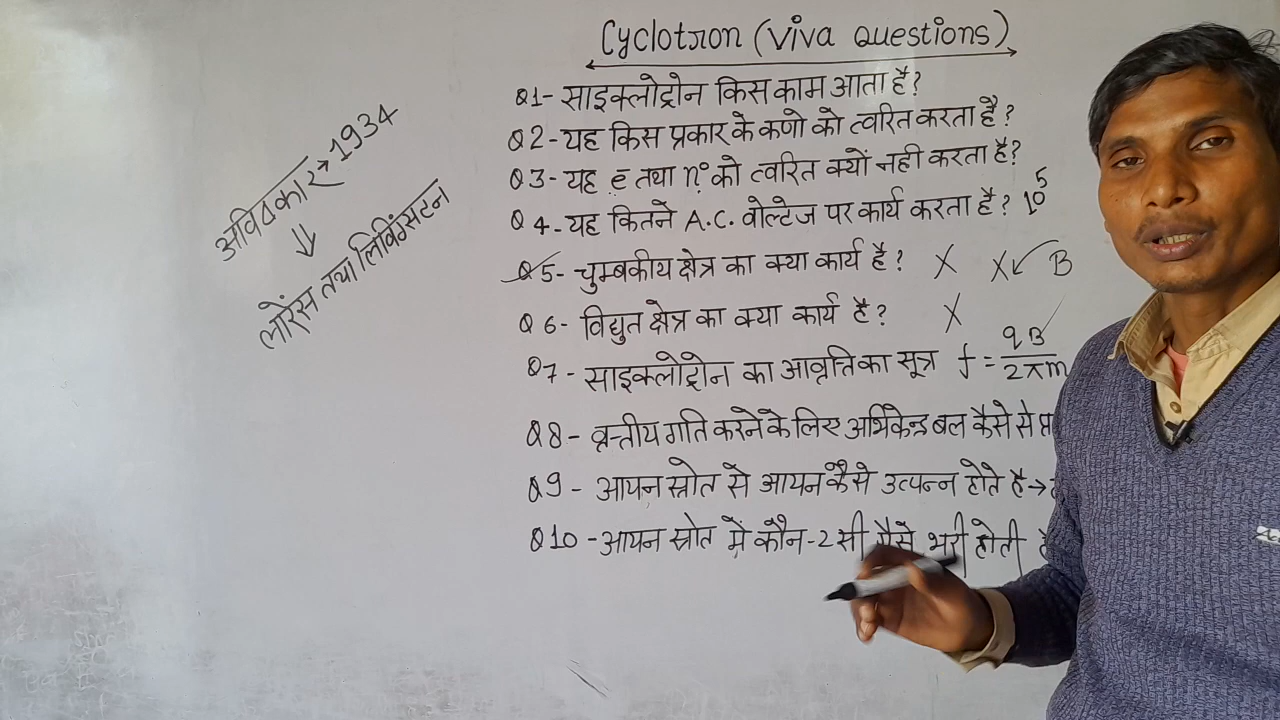 Cyclotron (Viva Questions)
Q1- साइक्लोट्रोन किस काम आता है?
Q2- यह किस प्रकार के कणो को त्वरित करता है?
Q3- यह e̅ तथा n° को त्वरित क्यों नही करता है?
Q4- यह कितने A.C. वोल्टेज पर कार्य करता है? 10⁵
Q5- चुम्बकीय क्षेत्र का क्या कार्य है? X X B
Q6- विद्युत क्षेत्र का क्या कार्य है? X
Q7- साइक्लोट्रोन का आवृत्ति का सूत्र f = qB/2πm
Q8- वृत्तीय गति करने के लिए अभिकेन्द्र बल कैसे से
Q9- आयन स्रोत से आयन कैसे उत्पन्न होते है→
Q10- आयन स्रोत में कौन-2 सी गैसे भरी होती है
अविष्कार → 1934
⇓
लोरेंस तथा लिविंग्सटन